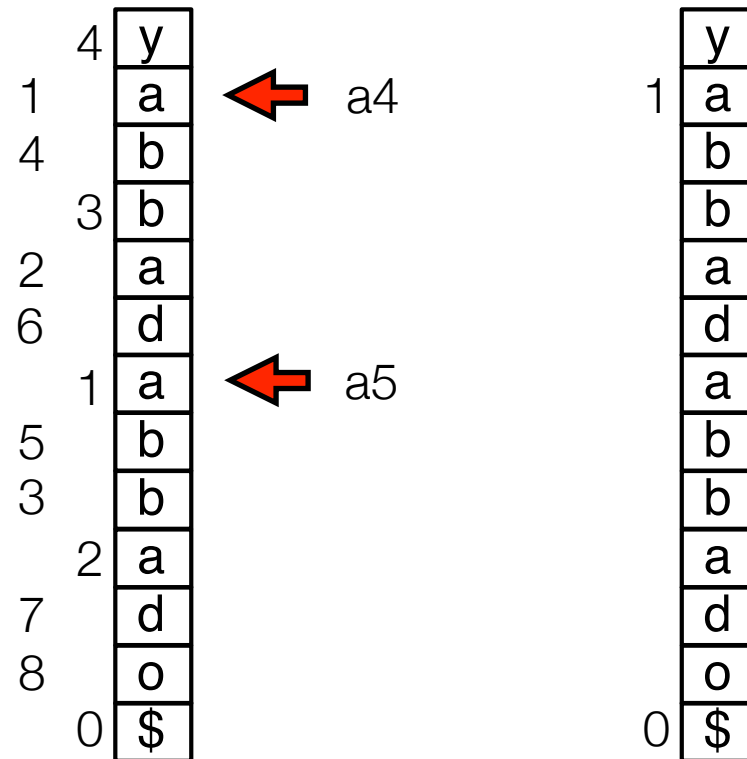 4 y y
1 a a4 1 a
4 b b
3 b b
2 a a
6 d d
1 a a5 a
5 b b
3 b b
2 a a
7 d d
8 o o
0 $ 0 $